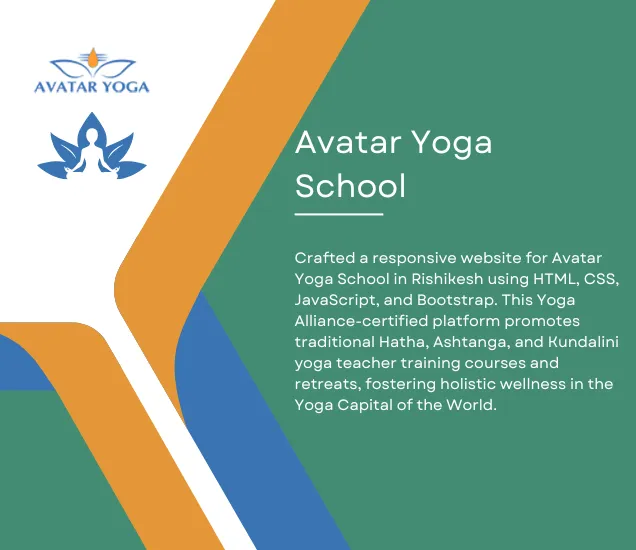 AVATAR YOGA
Avatar Yoga
School
Crafted a responsive website for Avatar
Yoga School in Rishikesh using HTML, CSS,
JavaScript, and Bootstrap. This Yoga
Alliance-certified platform promotes
traditional Hatha, Ashtanga, and Kundalini
yoga teacher training courses and
retreats, fostering holistic wellness in the
Yoga Capital of the World.